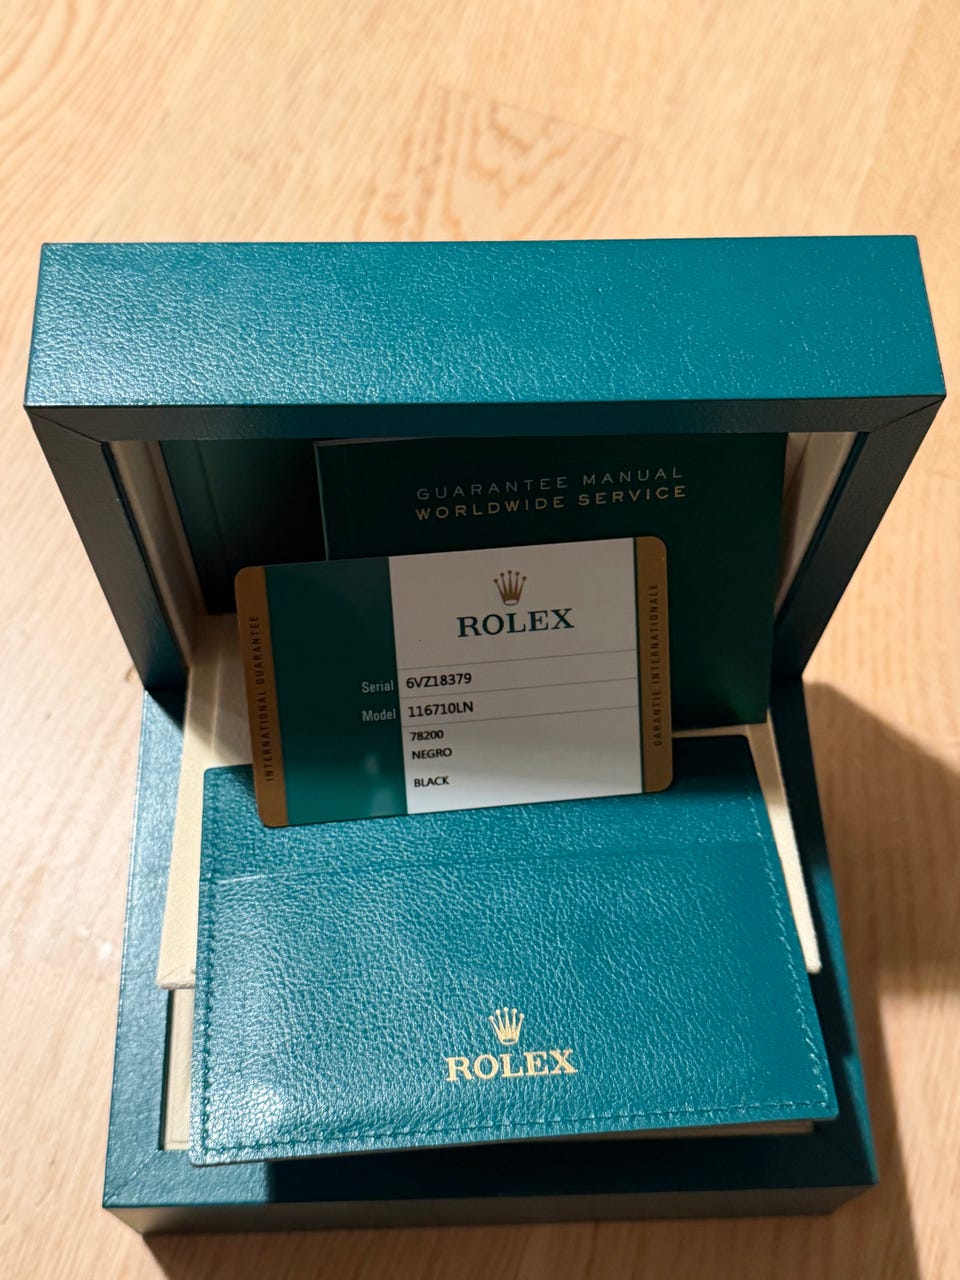 GUARANTEE MANUAL
WORLDWIDE SERVICE
INTERNATIONAL GUARANTEE
ROLEX
Serial 6VZ18379
Model 116710LN
78200
NEGRO
BLACK
GARANTIE INTERNATIONALE
ROLEX